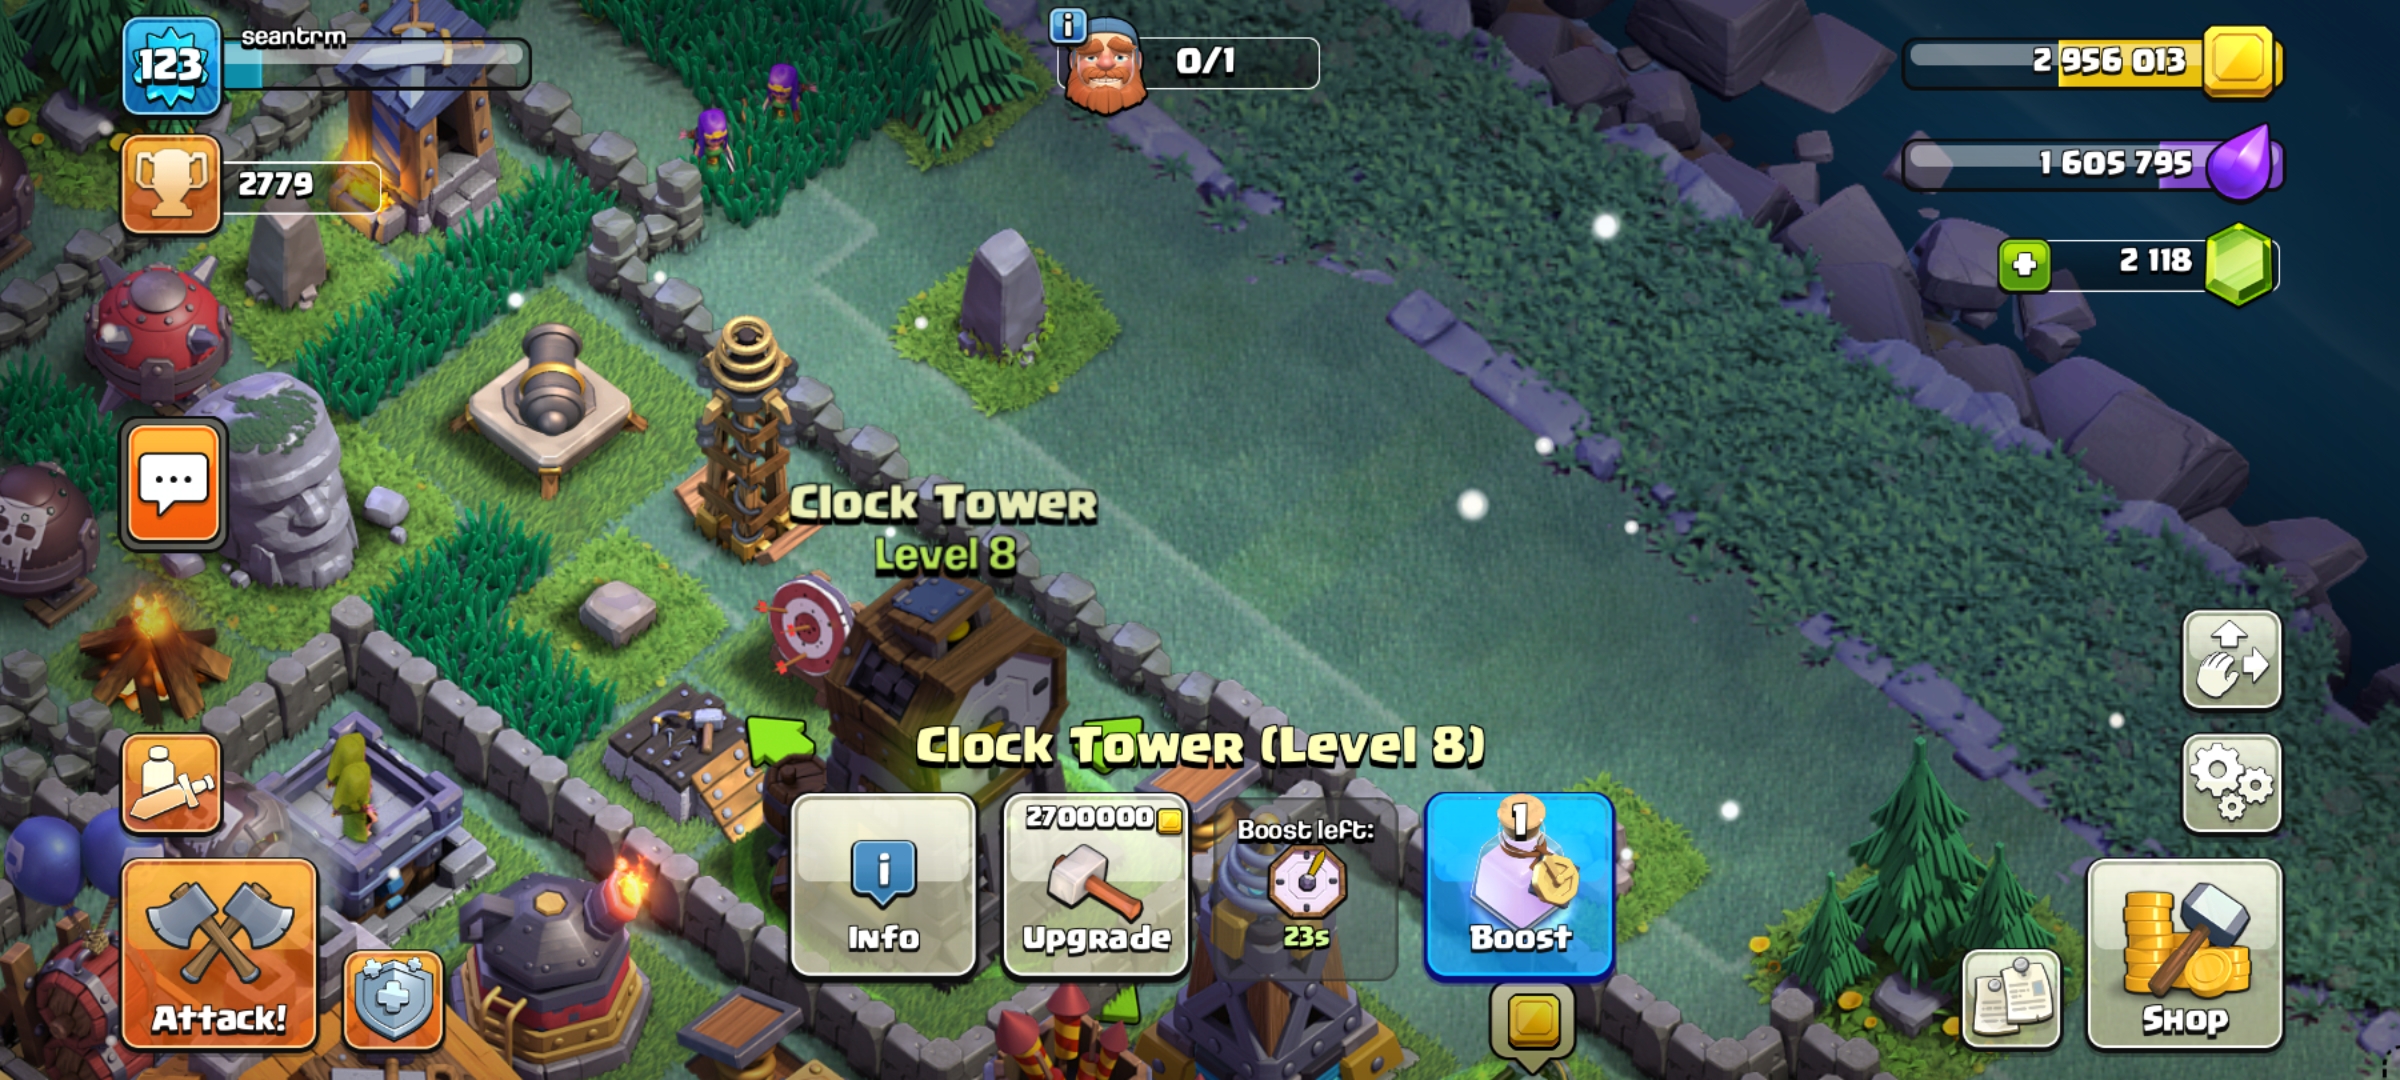 123
seantrm
i
0/1
2 956 013
2779
1 605 795
2 118
Clock Tower
Level 8
Clock Tower (Level 8)
i
Info
2700000
Upgrade
Boost left:
23s
1
Boost
Attack!
Shop